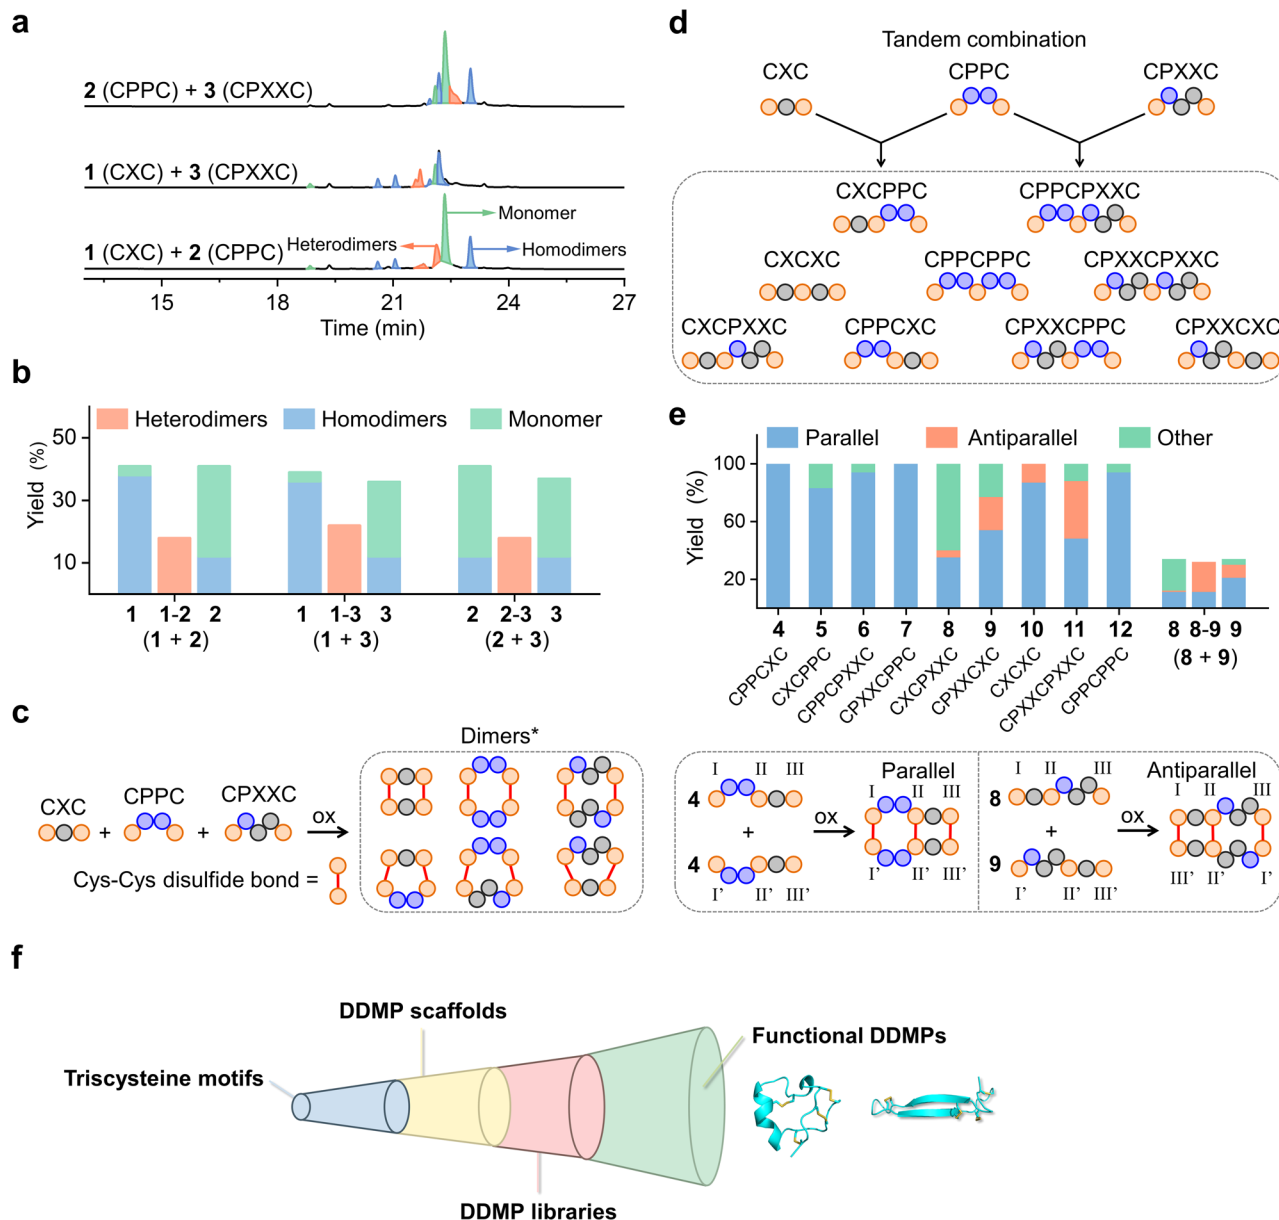 a
2 (CPPC) + 3 (CPXXC)
1 (CXC) + 3 (CPXXC)
Monomer
Heterodimers
Homodimers
1 (CXC) + 2 (CPPC)
15 18 21 24 27
Time (min)
b
Heterodimers Homodimers Monomer
Yield (%)
50
30
10
1 1-2 2 1 1-3 3 2 2-3 3
(1 + 2) (1 + 3) (2 + 3)
c
Dimers*
CXC + CPPC + CPXXC
ox
Cys-Cys disulfide bond =
d
Tandem combination
CXC CPPC CPXXC
CXCPPC CPPCPXXC
CXCXC CPPCPPC CPXXCPXXC
CXCPXXC CPPCXC CPXXCPPC CPXXCXC
e
Parallel Antiparallel Other
Yield (%)
100
60
20
4 5 6 7 8 9 10 11 12 8 8-9 9
(8 + 9)
CPPCXC CXCPPC CPPCPXXC CPXXCPPC CXCPXXC CPXXCXC CXCXC CPXXCPXXC CPPCPPC
I II III Parallel
I II III
4 ox
+
4
I' II' III'
I' II' III'
I II III Antiparallel
I II III
8 ox
+
9
I' II' III'
III' II' I'
f
DDMP scaffolds
Functional DDMPs
Triscysteine motifs
DDMP libraries